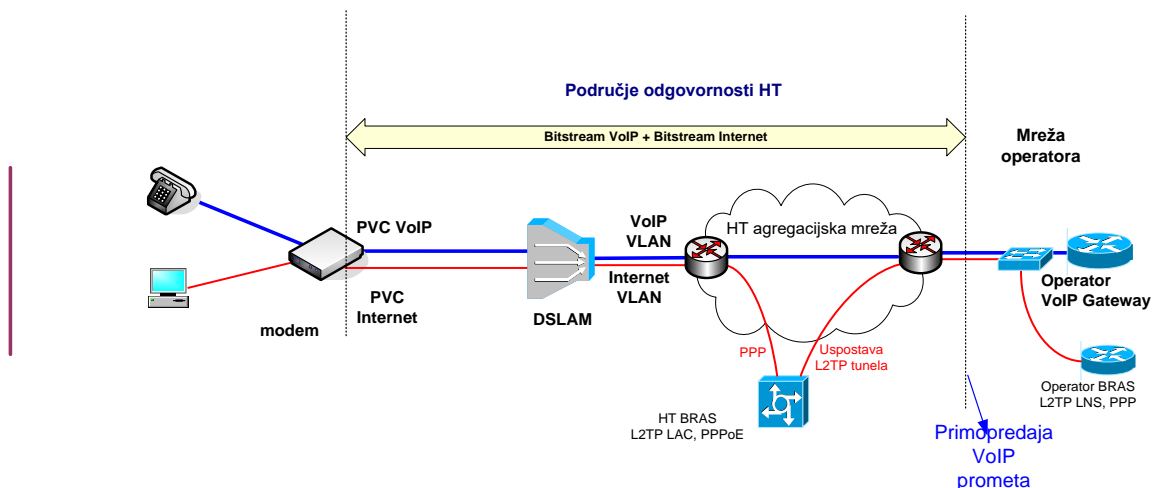 Područje odgovornosti HT
Bitstream VoIP + Bitstream Internet
Mreža
operatora
PVC VoIP
VoIP
VLAN
HT agregacijska mreža
PVC
Internet
Internet
VLAN
modem
DSLAM
Operator
VoIP Gateway
PPP
Uspostava
L2TP tunela
HT BRAS
L2TP LAC, PPPoE
Operator BRAS
L2TP LNS, PPP
Primopredaja
VoIP
prometa